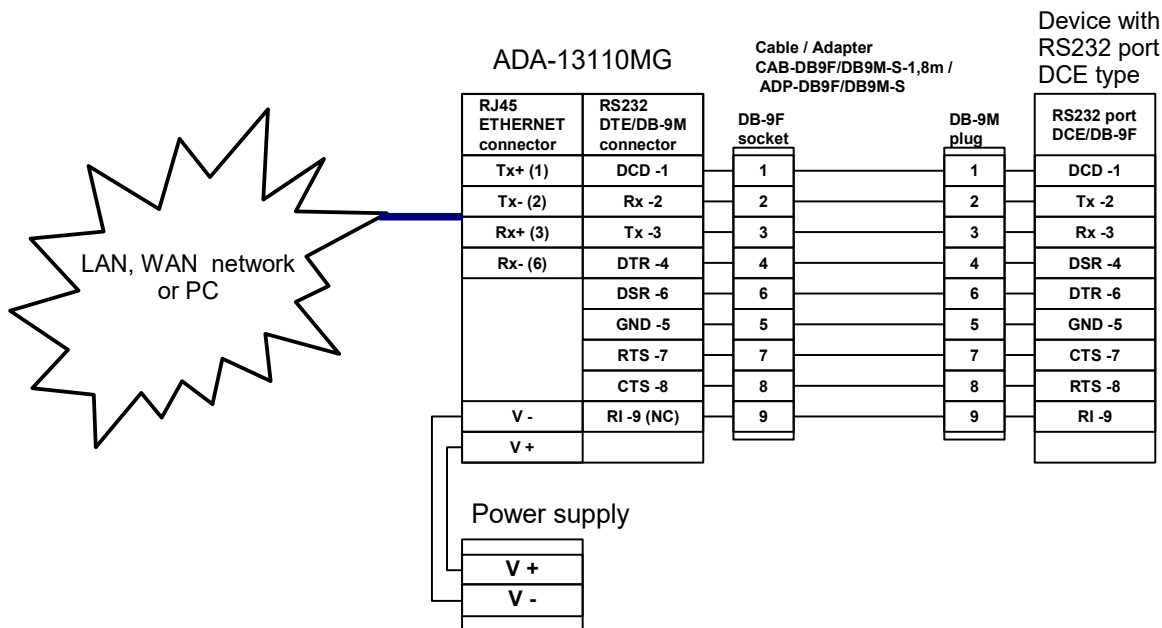 ADA-13110MG
Cable / Adapter
CAB-DB9F/DB9M-S-1,8m /
ADP-DB9F/DB9M-S
Device with
RS232 port
DCE type
RJ45
ETHERNET
connector
RS232
DTE/DB-9M
connector
DB-9F
socket
DB-9M
plug
RS232 port
DCE/DB-9F
Tx+ (1) DCD -1 1 1 DCD -1
Tx- (2) Rx -2 2 2 Tx -2
Rx+ (3) Tx -3 3 3 Rx -3
Rx- (6) DTR -4 4 4 DSR -4
DSR -6 6 6 DTR -6
GND -5 5 5 GND -5
RTS -7 7 7 CTS -7
CTS -8 8 8 RTS -8
V - RI -9 (NC) 9 9 RI -9
V +
LAN, WAN network
or PC
Power supply
V +
V -